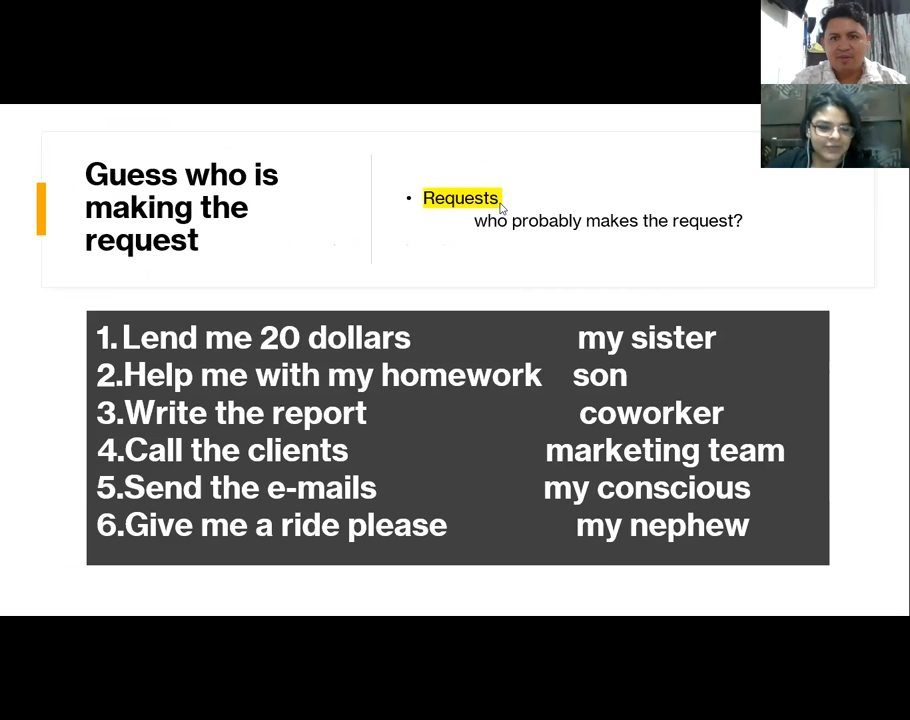 Guess who is
making the
request
• Requests,
who probably makes the request?
1. Lend me 20 dollars my sister
2.Help me with my homework son
3.Write the report coworker
4.Call the clients marketing team
5.Send the e-mails my conscious
6.Give me a ride please my nephew